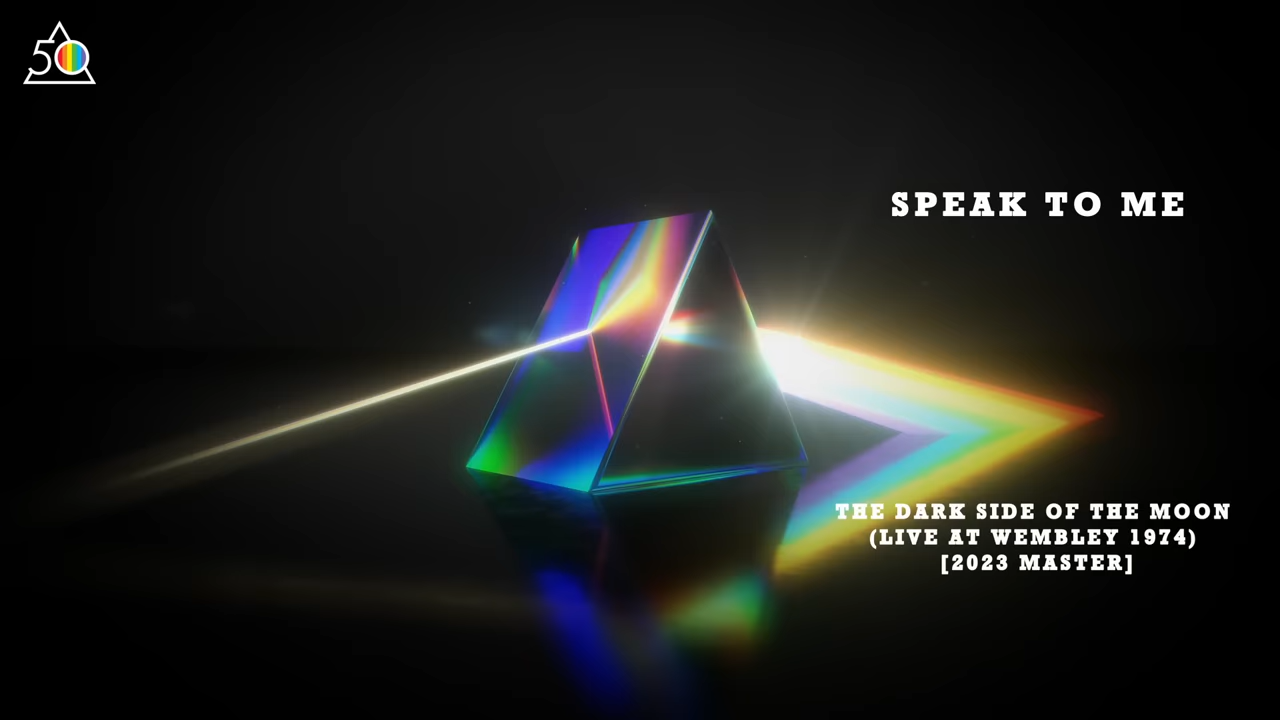 50
SPEAK TO ME
THE DARK SIDE OF THE MOON
(LIVE AT WEMBLEY 1974)
[2023 MASTER]